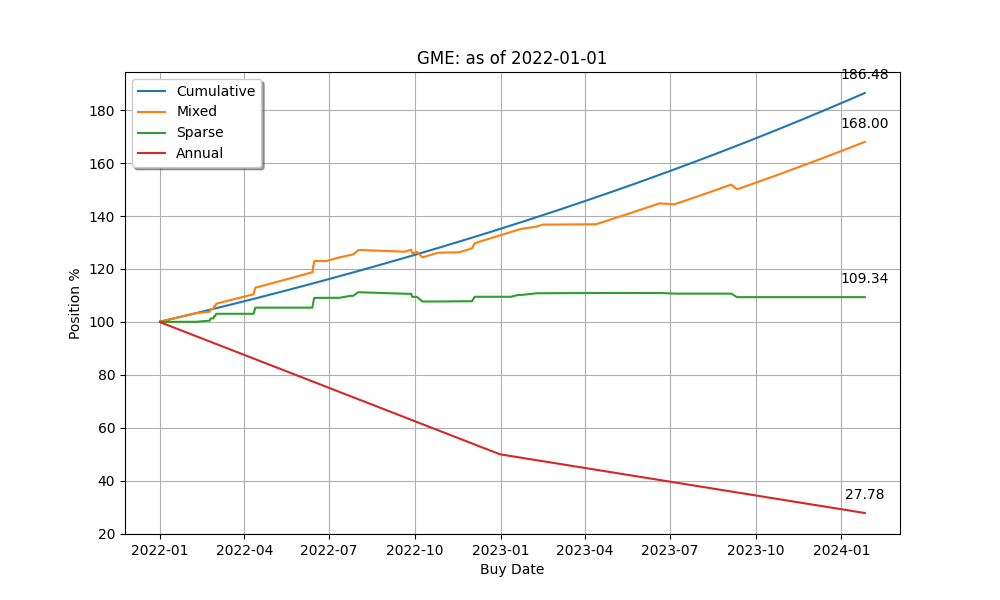 GME: as of 2022-01-01
Cumulative
Mixed
Sparse
Annual
186.48
168.00
109.34
27.78
Position %
180
160
140
120
100
80
60
40
20
2022-01 2022-04 2022-07 2022-10 2023-01 2023-04 2023-07 2023-10 2024-01
Buy Date